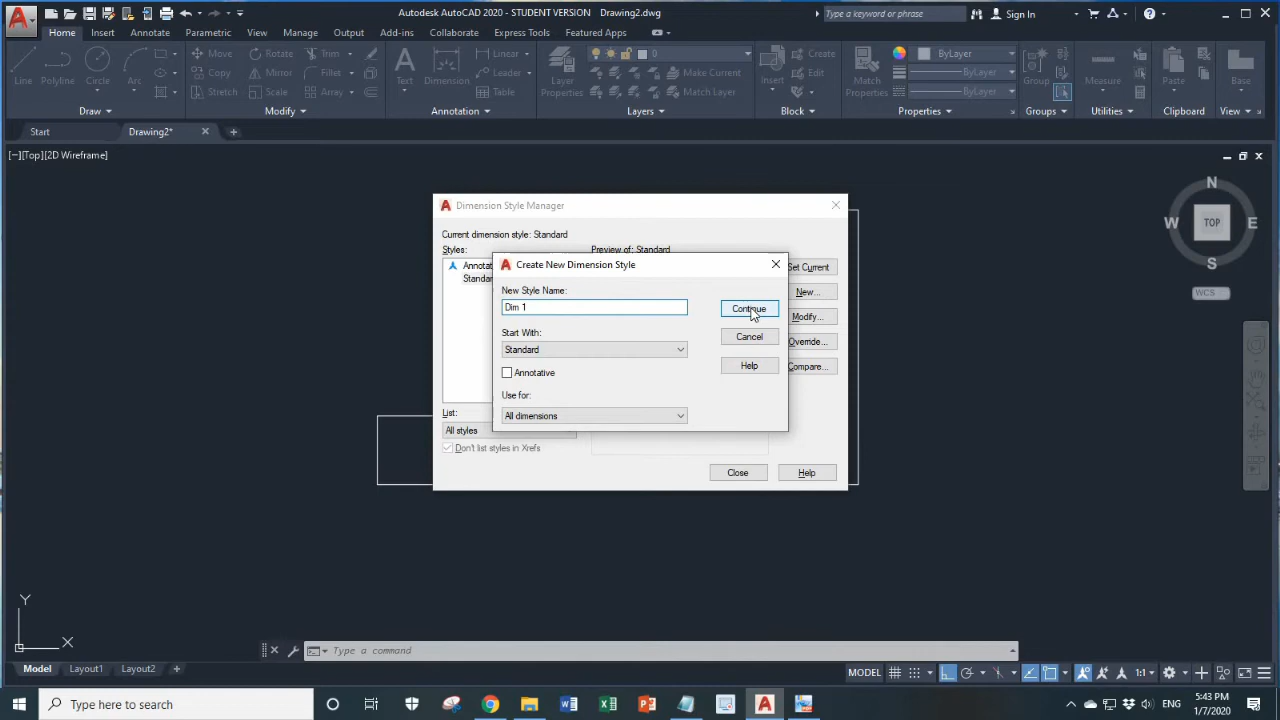 Autodesk AutoCAD 2020 - STUDENT VERSION Drawing2.dwg
Type a keyword or phrase
Sign In
Home Insert Annotate Parametric View Manage Output Add-ins Collaborate Express Tools Featured Apps
Line Polyline Circle Arc
Move Rotate Trim
Copy Mirror Fillet
Stretch Scale Array
Text Dimension
Linear
Leader
Table
Layer Properties
0
Make Current
Match Layer
Insert
Create
Edit
Match Properties
ByLayer
ByLayer
ByLayer
Group
Measure
Paste
Base
Draw Modify Annotation Layers Block Properties Groups Utilities Clipboard View
Start Drawing2*
[−][Top][2D Wireframe]
N
W TOP E
S
WCS
Dimension Style Manager
Current dimension style: Standard
Styles: Preview of: Standard
Annotat
Standar
Set Current
New...
Modify...
Override...
Compare...
Create New Dimension Style
New Style Name:
Dim 1
Continue
Start With:
Cancel
Standard
Help
Annotative
Use for:
All dimensions
List:
All styles
Don't list styles in Xrefs
Close Help
Y
X
Type a command
Model Layout1 Layout2
MODEL 1:1
Type here to search
ENG
5:43 PM
1/7/2020